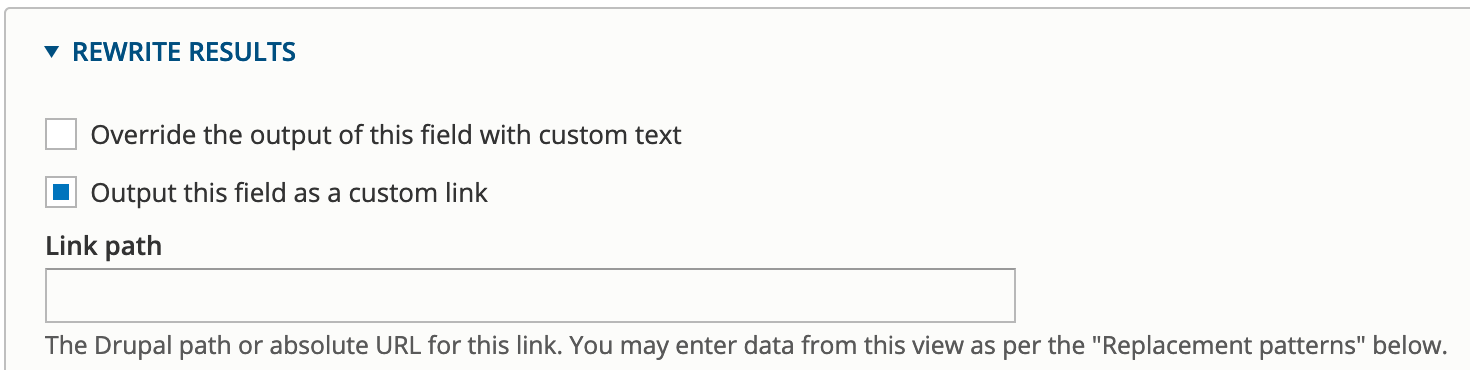 REWRITE RESULTS
Override the output of this field with custom text
Output this field as a custom link
Link path
The Drupal path or absolute URL for this link. You may enter data from this view as per the "Replacement patterns" below.